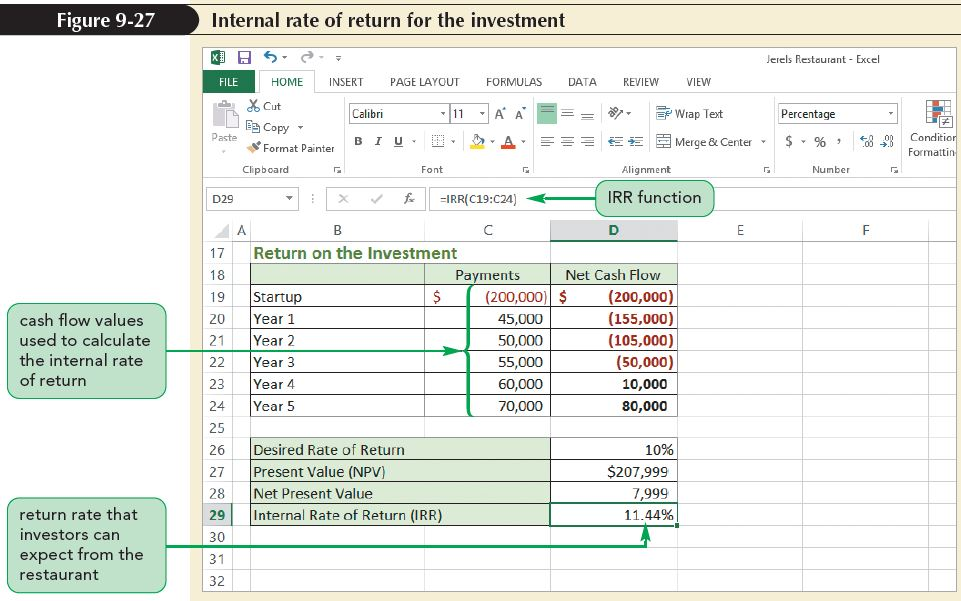 Figure 9-27 Internal rate of return for the investment
Jerels Restaurant - Excel
FILE HOME INSERT PAGE LAYOUT FORMULAS DATA REVIEW VIEW
Paste
Cut
Copy
Format Painter
Clipboard
Calibri 11
B I U
Font
Wrap Text
Merge & Center
Alignment
Percentage
$ % ,
Number
Condition
Formattin
D29 =IRR(C19:C24)
IRR function
A B C D E F
17 Return on the Investment
18 Payments Net Cash Flow
19 Startup $ (200,000) $ (200,000)
20 Year 1 45,000 (155,000)
21 Year 2 50,000 (105,000)
22 Year 3 55,000 (50,000)
23 Year 4 60,000 10,000
24 Year 5 70,000 80,000
25
26 Desired Rate of Return 10%
27 Present Value (NPV) $207,999
28 Net Present Value 7,999
29 Internal Rate of Return (IRR) 11.44%
30
31
32
cash flow values
used to calculate
the internal rate
of return
return rate that
investors can
expect from the
restaurant